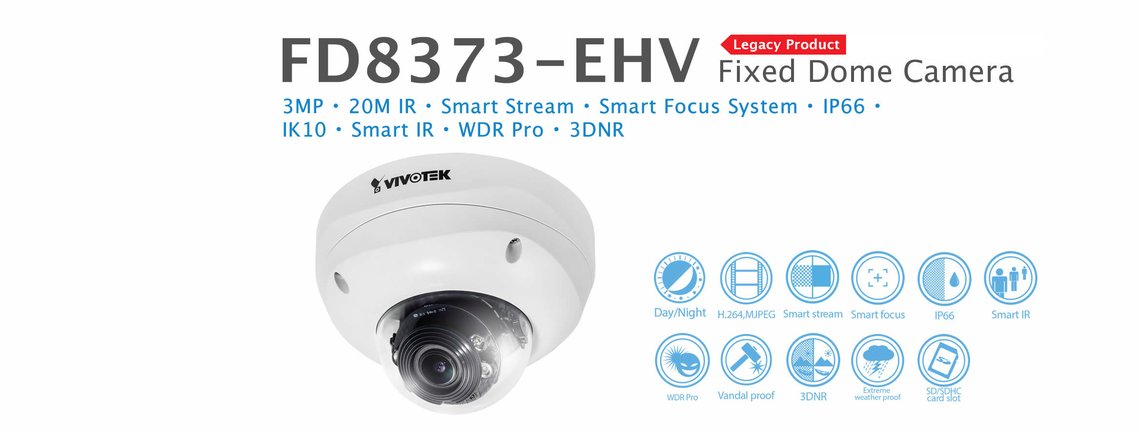 FD8373-EHV
Legacy Product
Fixed Dome Camera
3MP • 20M IR • Smart Stream • Smart Focus System • IP66 •
IK10 • Smart IR • WDR Pro • 3DNR
VIVOTEK
Day/Night
H.264,MJPEG
Smart stream
Smart focus
IP66
Smart IR
WDR Pro
Vandal proof
3DNR
Extreme
weather proof
SD/SDHC
card slot